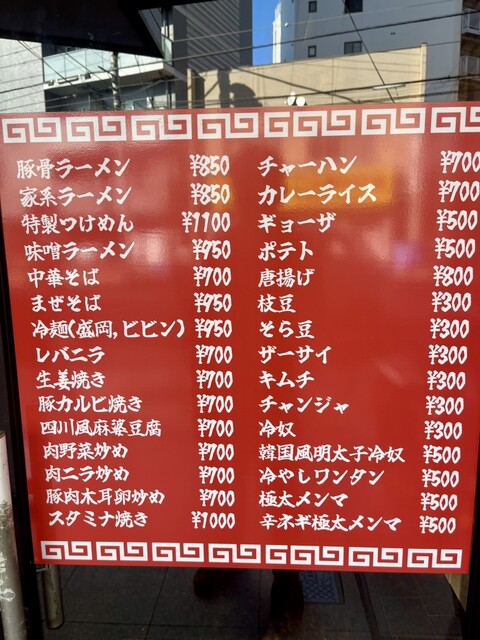 豚骨ラーメン ¥850
家系ラーメン ¥850
特製つけめん ¥1100
味噌ラーメン ¥950
中華そば ¥700
まぜそば ¥950
冷麺(盛岡,ビビン) ¥950
レバニラ ¥700
生姜焼き ¥700
豚カルビ焼き ¥700
四川風麻婆豆腐 ¥700
肉野菜炒め ¥700
肉ニラ炒め ¥700
豚肉木耳卵炒め ¥700
スタミナ焼き ¥1000
チャーハン ¥700
カレーライス ¥700
ギョーザ ¥500
ポテト ¥500
唐揚げ ¥800
枝豆 ¥300
そら豆 ¥300
ザーサイ ¥300
キムチ ¥300
チャンジャ ¥300
冷奴 ¥300
韓国風明太子冷奴 ¥500
冷やしワンタン ¥500
極太メンマ ¥500
辛ネギ極太メンマ ¥500